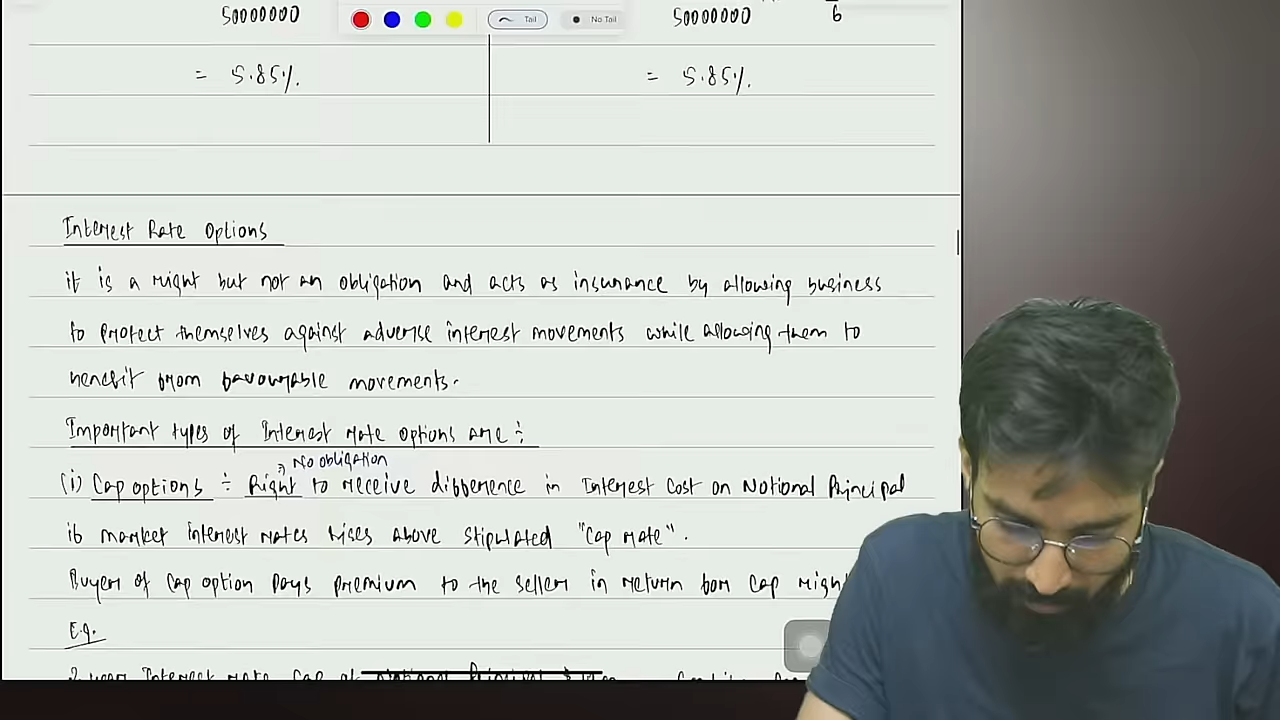 50000000
Tail
No Tail
50000000
6
= 5.85%.
= 5.85%.
Interest Rate Options
it is a right but not an obligation and acts as insurance by allowing business
to protect themselves against adverse interest movements while allowing them to
benefit from favourable movements.
Important types of Interest rate options are :
No obligation
(i) Cap options ÷ Right to receive difference in Interest Cost on Notional Principal
if market interest rates rises above stipulated "Cap rate".
Buyer of Cap option pays premium to the seller in return for Cap right
E.g.
Interest rate Cap